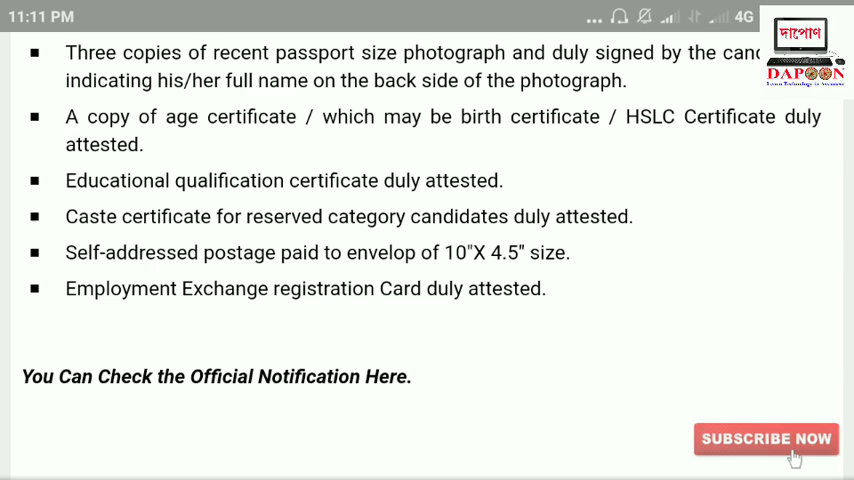 11:11 PM
... 4G
দাপোণ
DAPOON
■ Three copies of recent passport size photograph and duly signed by the
indicating his/her full name on the back side of the photograph.
■ A copy of age certificate / which may be birth certificate / HSLC Certificate duly
attested.
■ Educational qualification certificate duly attested.
■ Caste certificate for reserved category candidates duly attested.
■ Self-addressed postage paid to envelop of 10"X 4.5" size.
■ Employment Exchange registration Card duly attested.
You Can Check the Official Notification Here.
SUBSCRIBE NOW